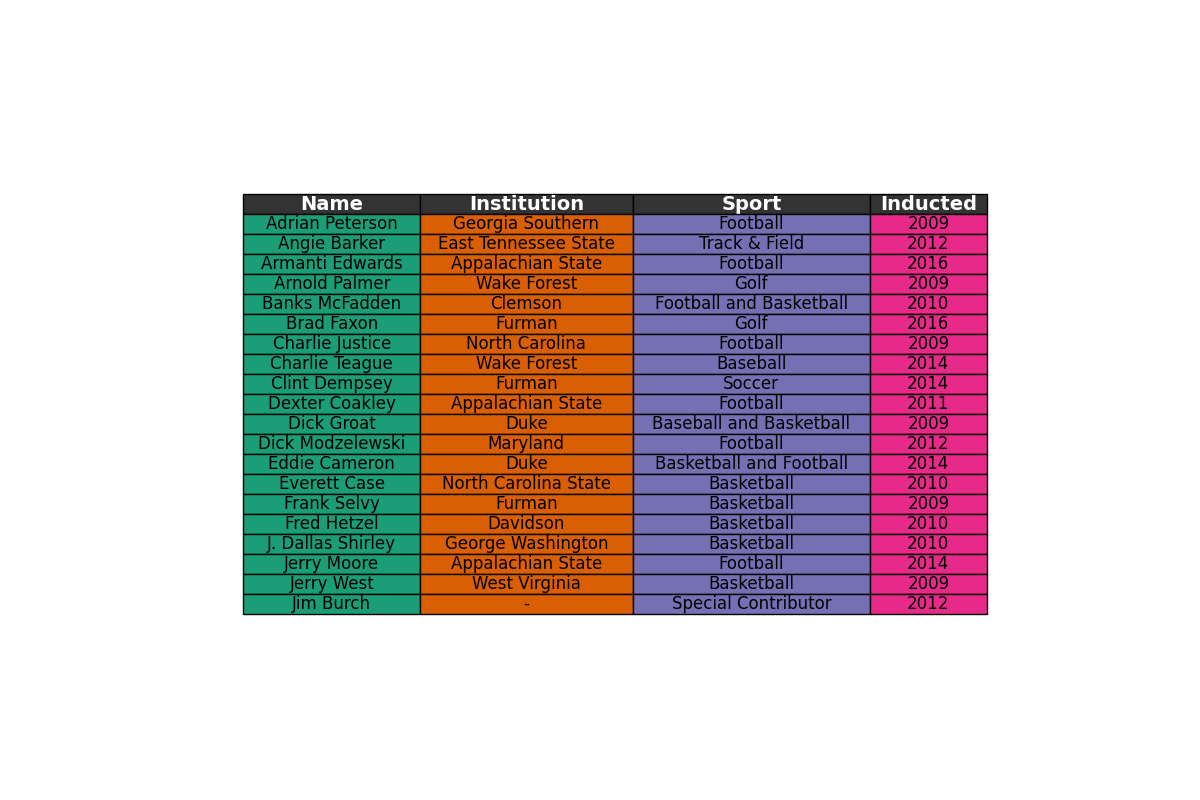 Name Institution Sport Inducted
Adrian Peterson Georgia Southern Football 2009
Angie Barker East Tennessee State Track & Field 2012
Armanti Edwards Appalachian State Football 2016
Arnold Palmer Wake Forest Golf 2009
Banks McFadden Clemson Football and Basketball 2010
Brad Faxon Furman Golf 2016
Charlie Justice North Carolina Football 2009
Charlie Teague Wake Forest Baseball 2014
Clint Dempsey Furman Soccer 2014
Dexter Coakley Appalachian State Football 2011
Dick Groat Duke Baseball and Basketball 2009
Dick Modzelewski Maryland Football 2012
Eddie Cameron Duke Basketball and Football 2014
Everett Case North Carolina State Basketball 2010
Frank Selvy Furman Basketball 2009
Fred Hetzel Davidson Basketball 2010
J. Dallas Shirley George Washington Basketball 2010
Jerry Moore Appalachian State Football 2014
Jerry West West Virginia Basketball 2009
Jim Burch - Special Contributor 2012